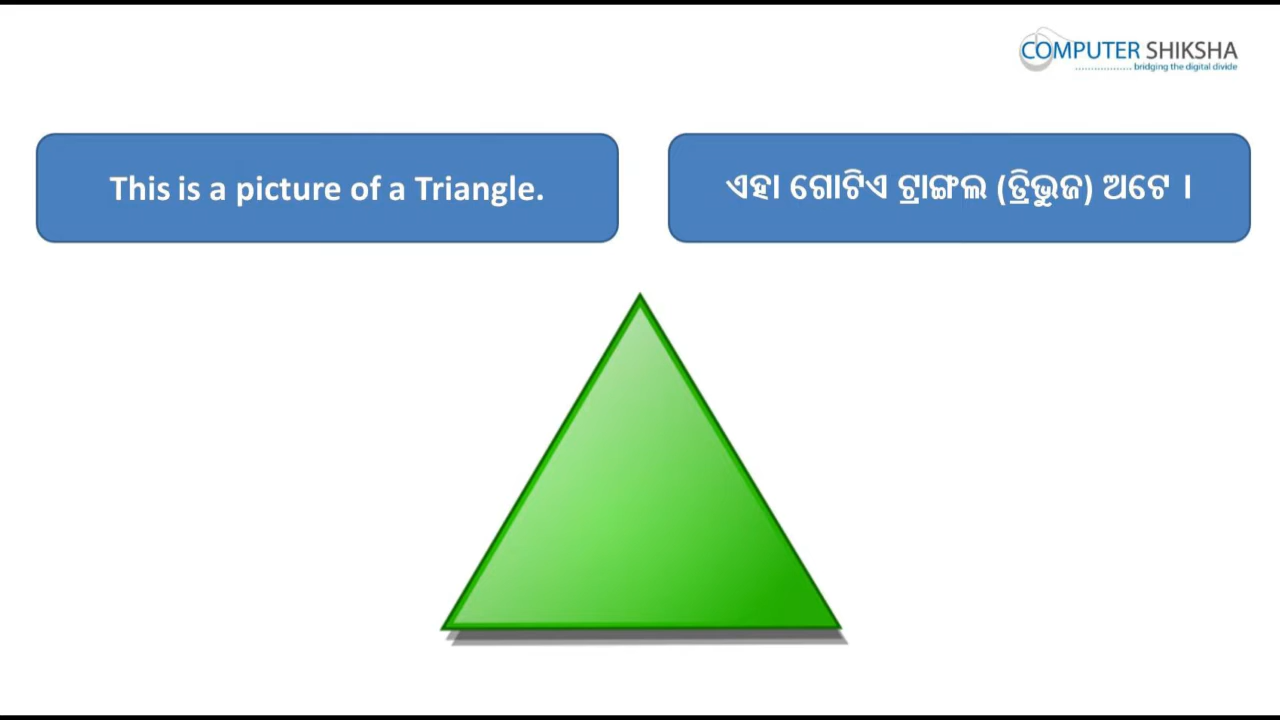 COMPUTER SHIKSHA
bridging the digital divide
This is a picture of a Triangle.
ଏହା ଗୋଟିଏ ଟ୍ରାଙ୍ଗଲ (ତ୍ରିଭୁଜ) ଅଟେ ।